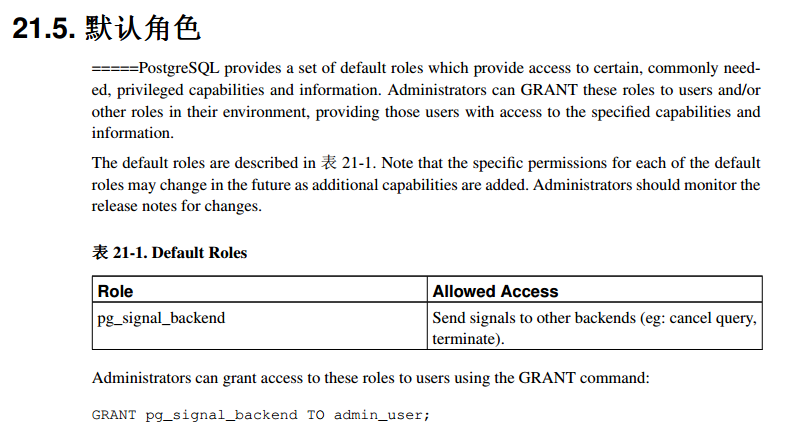 21.5. 默认角色
=====PostgreSQL provides a set of default roles which provide access to certain, commonly need-
ed, privileged capabilities and information. Administrators can GRANT these roles to users and/or
other roles in their environment, providing those users with access to the specified capabilities and
information.
The default roles are described in 表 21-1. Note that the specific permissions for each of the default
roles may change in the future as additional capabilities are added. Administrators should monitor the
release notes for changes.
表 21-1. Default Roles
Role Allowed Access
pg_signal_backend Send signals to other backends (eg: cancel query,
terminate).
Administrators can grant access to these roles to users using the GRANT command:
GRANT pg_signal_backend TO admin_user;